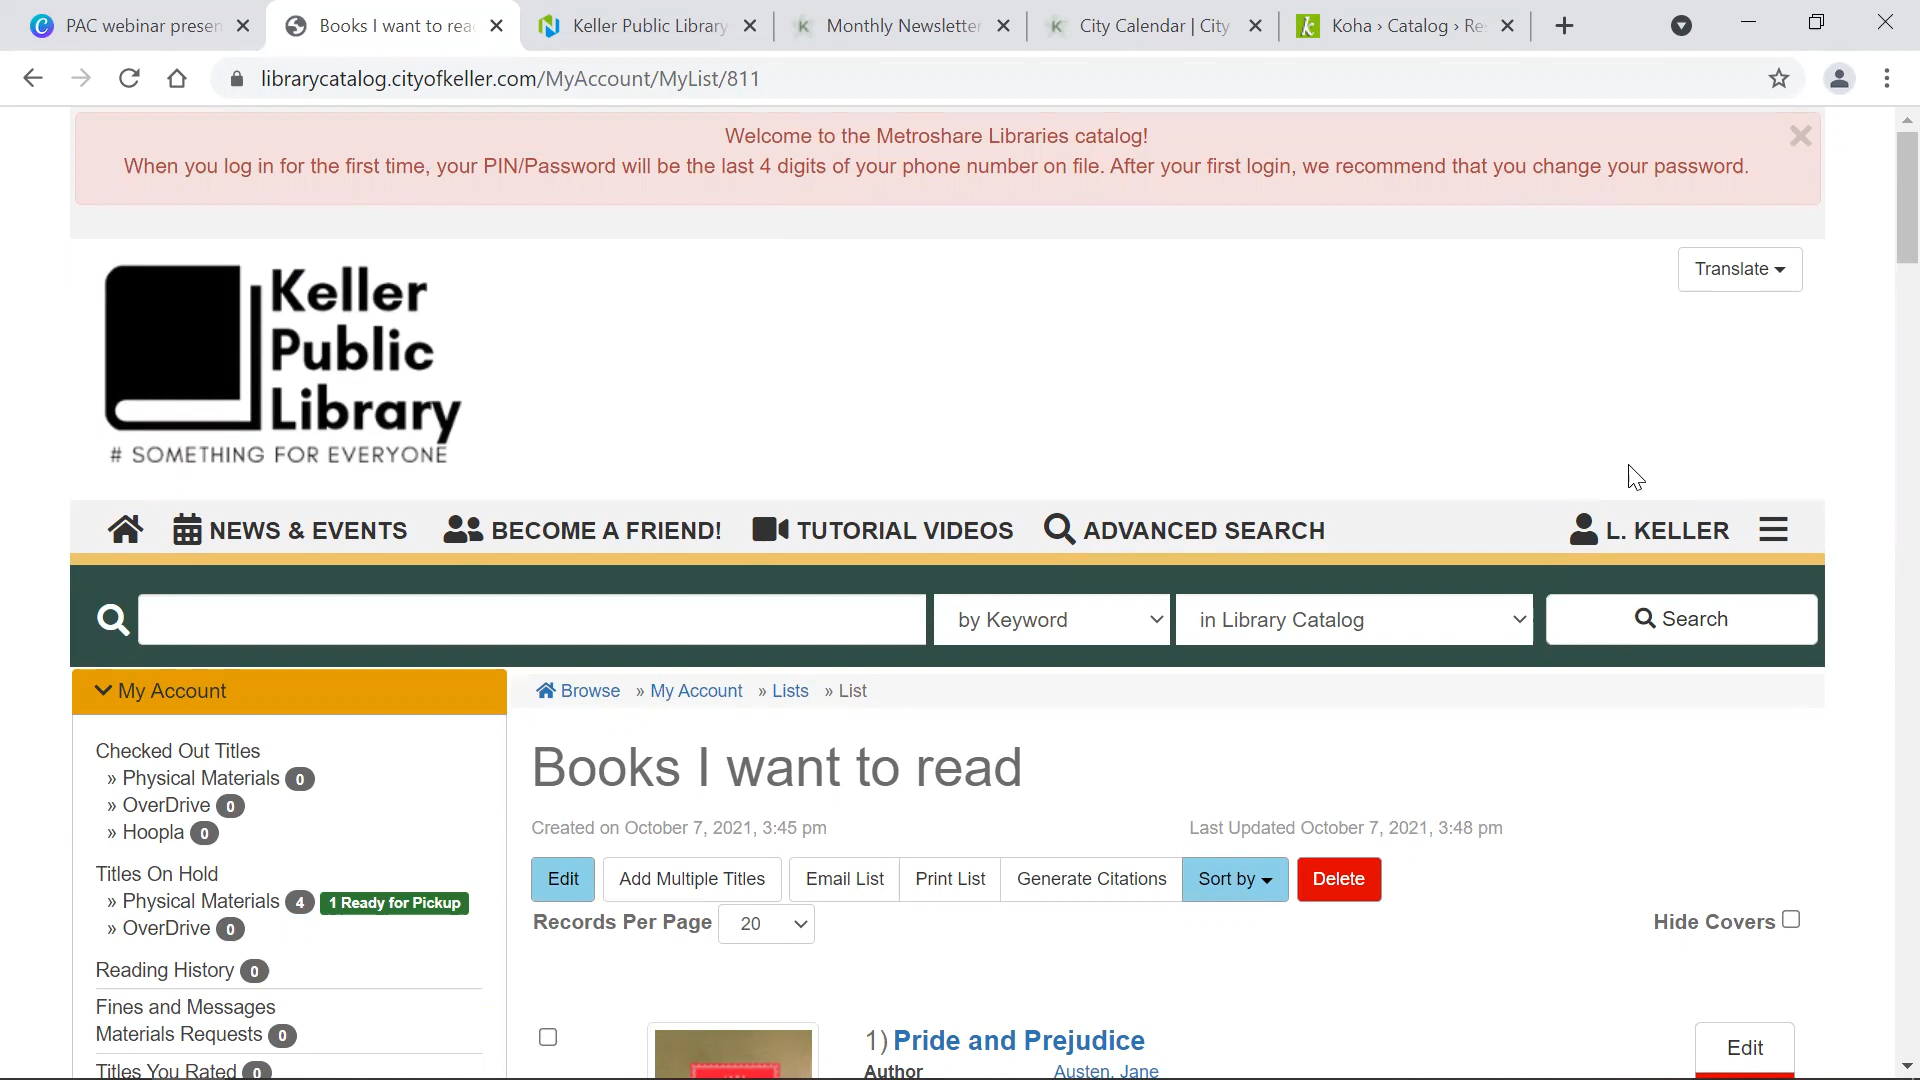 PAC webinar presen
Books I want to rea
Keller Public Library
Monthly Newsletter
City Calendar | City
Koha › Catalog › Re
librarycatalog.cityofkeller.com/MyAccount/MyList/811
Welcome to the Metroshare Libraries catalog!
When you log in for the first time, your PIN/Password will be the last 4 digits of your phone number on file. After your first login, we recommend that you change your password.
Keller
Public
Library
# SOMETHING FOR EVERYONE
Translate
NEWS & EVENTS
BECOME A FRIEND!
TUTORIAL VIDEOS
ADVANCED SEARCH
L. KELLER
by Keyword
in Library Catalog
Search
My Account
Browse » My Account » Lists » List
Checked Out Titles
» Physical Materials 0
» OverDrive 0
» Hoopla 0
Titles On Hold
» Physical Materials 4 1 Ready for Pickup
» OverDrive 0
Reading History 0
Fines and Messages
Materials Requests 0
Titles You Rated 0
Books I want to read
Created on October 7, 2021, 3:45 pm
Last Updated October 7, 2021, 3:48 pm
Edit
Add Multiple Titles
Email List
Print List
Generate Citations
Sort by
Delete
Records Per Page 20
Hide Covers
1) Pride and Prejudice
Edit
Author Austen, Jane